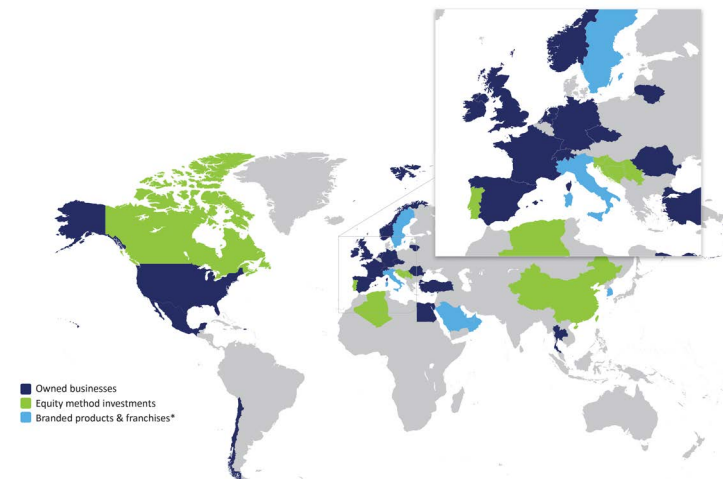 Owned businesses
Equity method investments
Branded products & franchises*